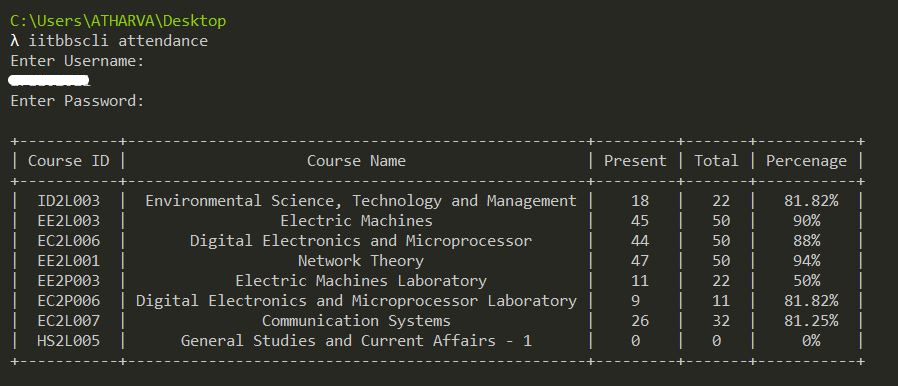 C:\Users\ATHARVA\Desktop
λ iitbbscli attendance
Enter Username:
Enter Password:
+-----------+-----------------------------------------------+---------+-------+-----------+
| Course ID | Course Name | Present | Total | Percenage |
+-----------+-----------------------------------------------+---------+-------+-----------+
| ID2L003 | Environmental Science, Technology and Management | 18 | 22 | 81.82% |
| EE2L003 | Electric Machines | 45 | 50 | 90% |
| EC2L006 | Digital Electronics and Microprocessor | 44 | 50 | 88% |
| EE2L001 | Network Theory | 47 | 50 | 94% |
| EE2P003 | Electric Machines Laboratory | 11 | 22 | 50% |
| EC2P006 | Digital Electronics and Microprocessor Laboratory | 9 | 11 | 81.82% |
| EC2L007 | Communication Systems | 26 | 32 | 81.25% |
| HS2L005 | General Studies and Current Affairs - 1 | 0 | 0 | 0% |
+-----------+-----------------------------------------------+---------+-------+-----------+